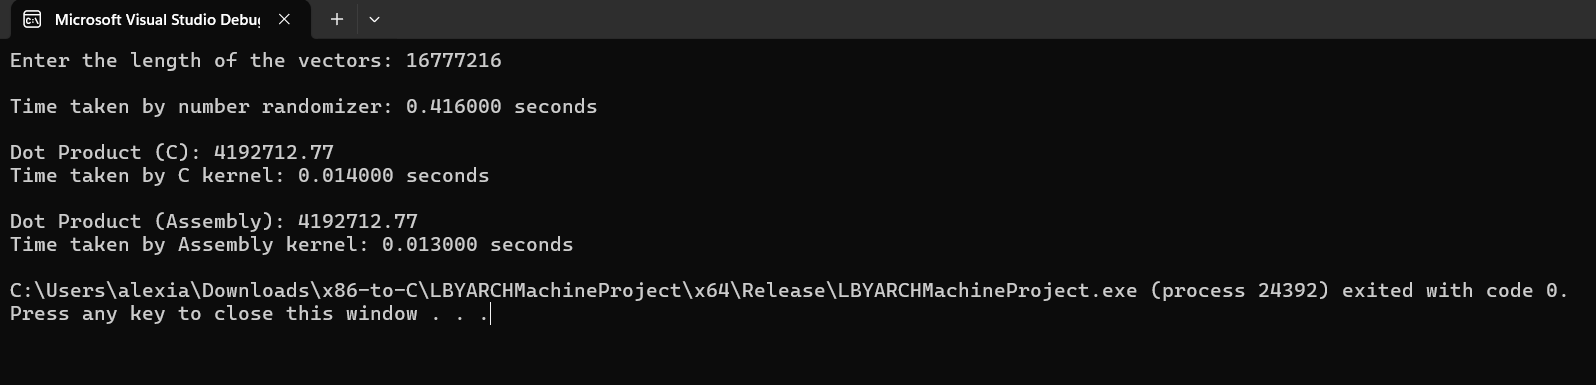 Microsoft Visual Studio Debug
Enter the length of the vectors: 16777216
Time taken by number randomizer: 0.416000 seconds
Dot Product (C): 4192712.77
Time taken by C kernel: 0.014000 seconds
Dot Product (Assembly): 4192712.77
Time taken by Assembly kernel: 0.013000 seconds
C:\Users\alexia\Downloads\x86-to-C\LBYARCHMachineProject\x64\Release\LBYARCHMachineProject.exe (process 24392) exited with code 0.
Press any key to close this window . . .